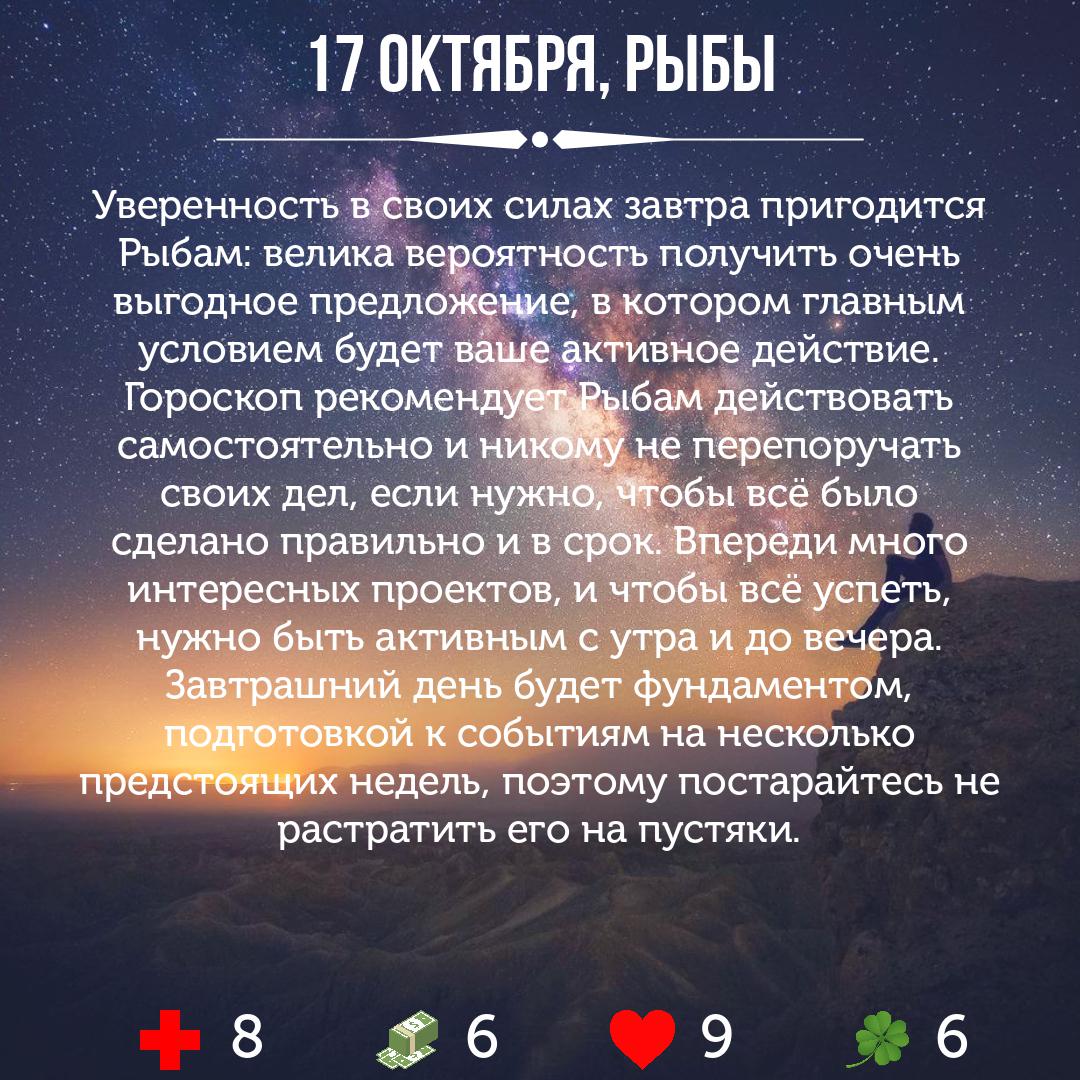 17 ОКТЯБРЯ, РЫБЫ
Уверенность в своих силах завтра пригодится
Рыбам: велика вероятность получить очень
выгодное предложение, в котором главным
условием будет ваше активное действие.
Гороскоп рекомендует Рыбам действовать
самостоятельно и никому не перепоручать
своих дел, если нужно, чтобы всё было
сделано правильно и в срок. Впереди много
интересных проектов, и чтобы всё успеть,
нужно быть активным с утра и до вечера.
Завтрашний день будет фундаментом,
подготовкой к событиям на несколько
предстоящих недель, поэтому постарайтесь не
растратить его на пустяки.
8 6 9 6